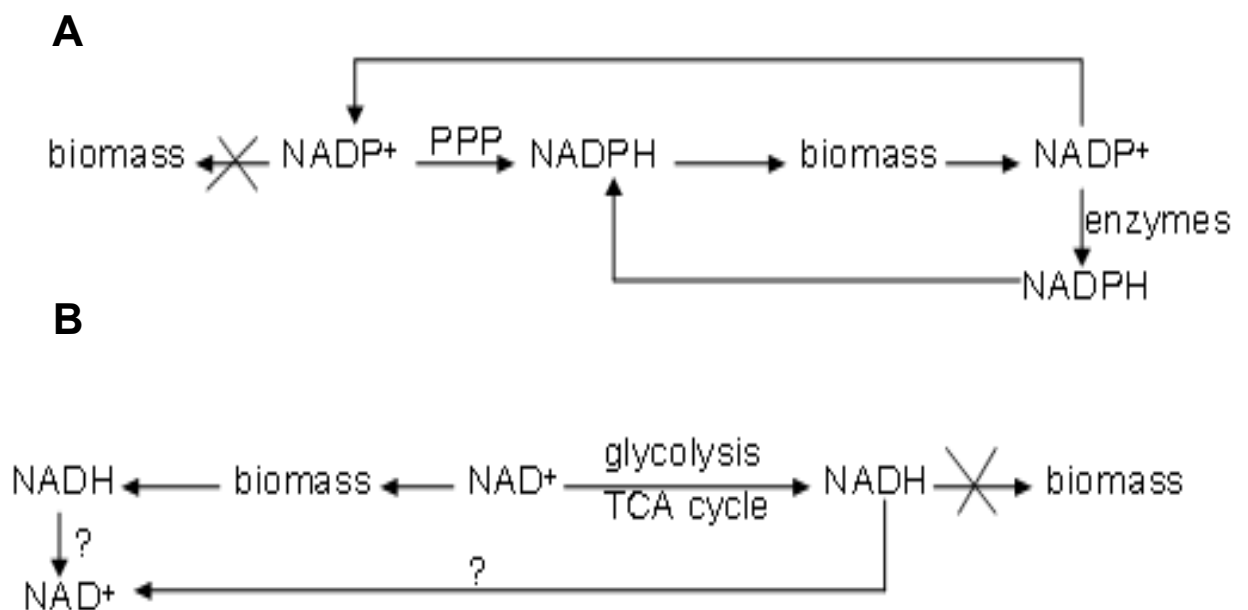 A
PPP
biomass NADP+ NADPH biomass NADP+
enzymes
NADPH
B
glycolysis
NADH biomass NAD+ NADH biomass
TCA cycle
?
?
NAD+